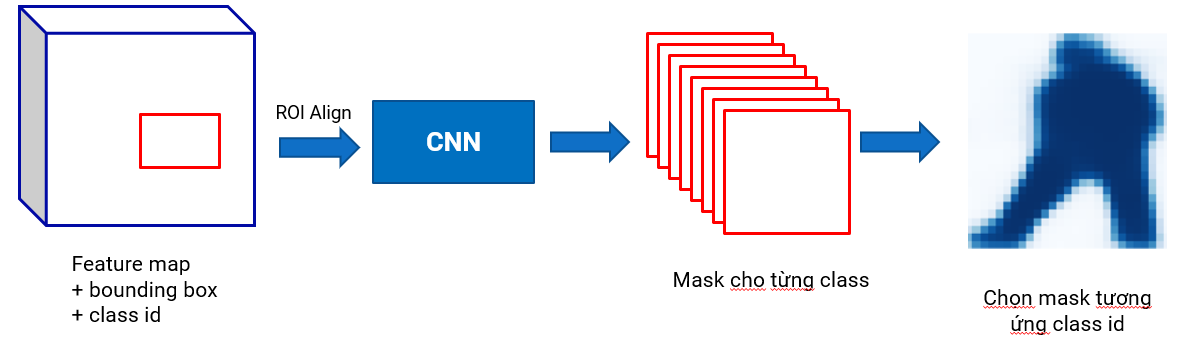 ROI Align
CNN
Feature map
+ bounding box
+ class id
Mask cho từng class
Chọn mask tương
ứng class id